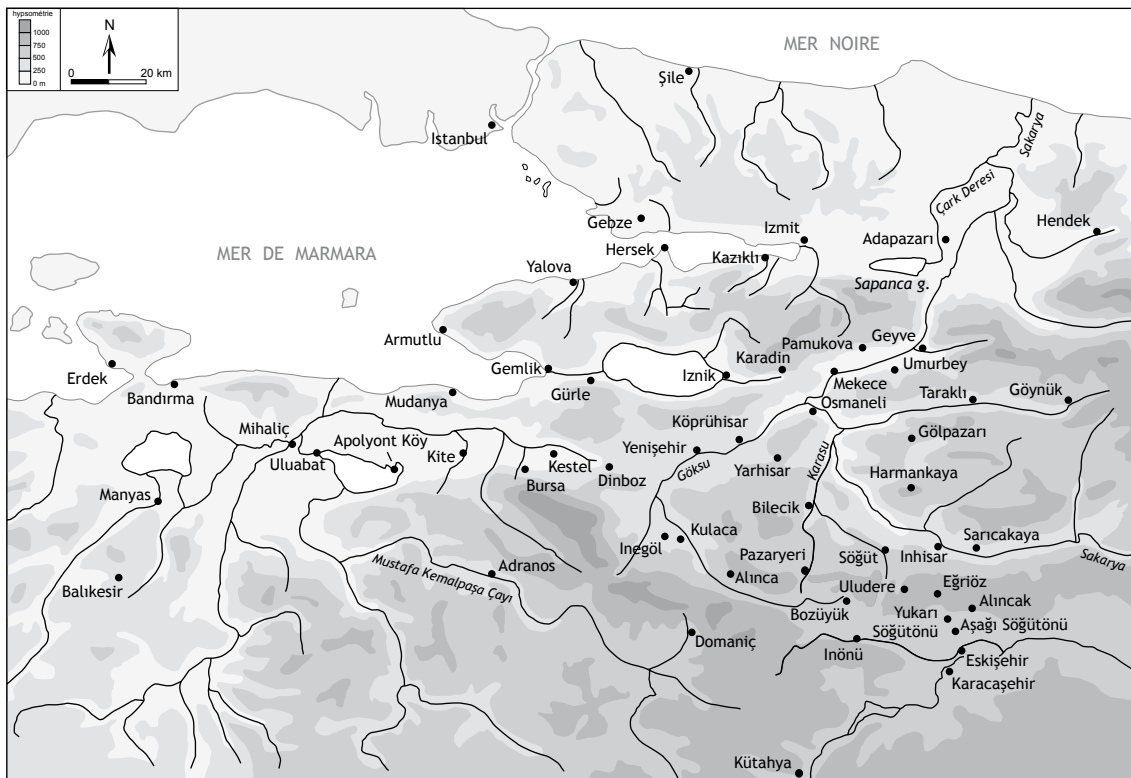 hypsométrie
1000
750
500
250
0 m
N
0 20 km
MER NOIRE
Şile
Istanbul
Sakarya
Çark Deresi
Gebze
Izmit
Adapazarı
Hendek
MER DE MARMARA
Hersek
Kazıklı
Yalova
Sapanca g.
Armutlu
Pamukova
Geyve
Erdek
Gemlik
Iznik
Karadin
Umurbey
Bandırma
Gürle
Mekece
Mudanya
Osmaneli
Taraklı
Göynük
Köprühisar
Mihaliç
Apolyont Köy
Yenişehir
Gölpazarı
Uluabat
Kite
Kestel
Göksu
Yarhisar
Karasu
Bursa
Dinboz
Harmankaya
Manyas
Bilecik
Inegöl
Kulaca
Söğüt
Inhisar
Sarıcakaya
Mustafa Kemalpaşa Çayı
Adranos
Pazaryeri
Sakarya
Balıkesir
Alınca
Uludere
Eğriöz
Bozüyük
Alıncak
Yukarı
Söğütönü
Aşağı Söğütönü
Domaniç
Inönü
Eskişehir
Karacaşehir
Kütahya